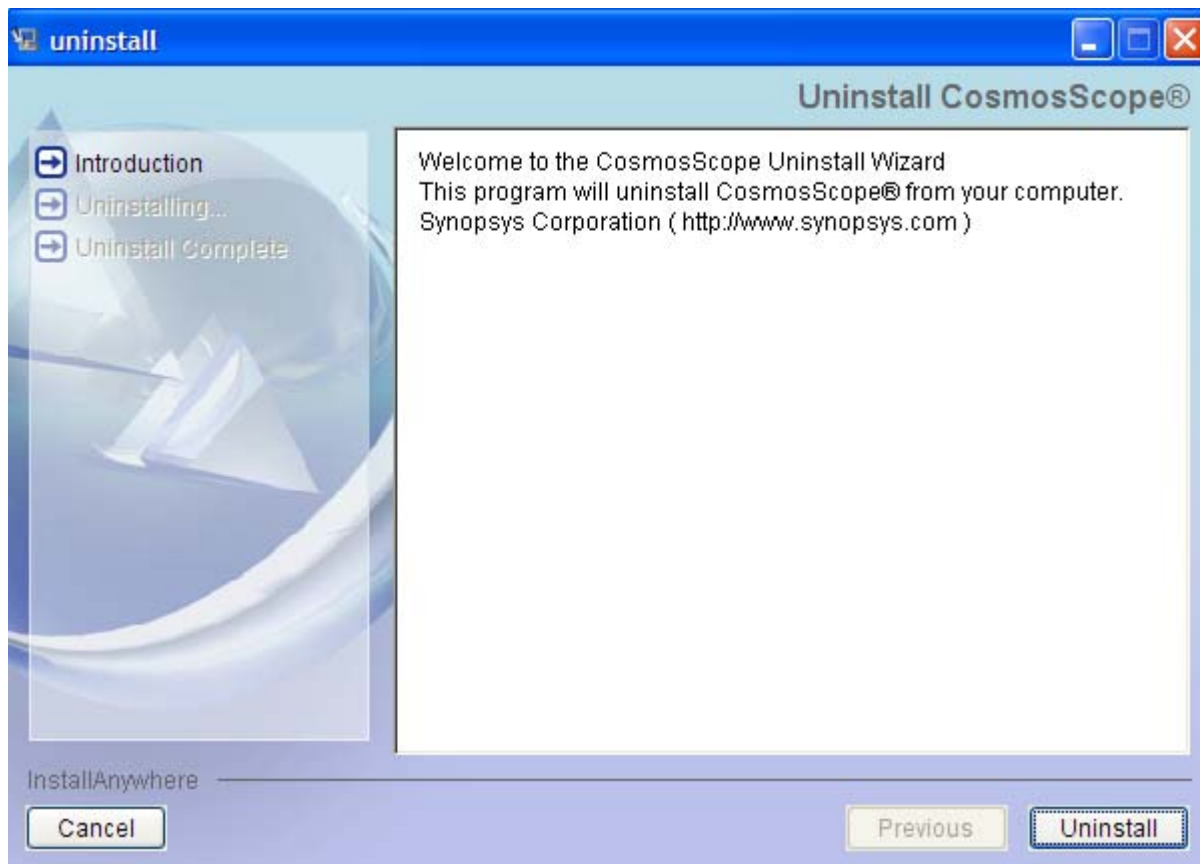 uninstall
Uninstall CosmosScope®
Introduction
Uninstalling...
Uninstall Complete
Welcome to the CosmosScope Uninstall Wizard
This program will uninstall CosmosScope® from your computer.
Synopsys Corporation ( http://www.synopsys.com )
InstallAnywhere
Cancel
Previous
Uninstall